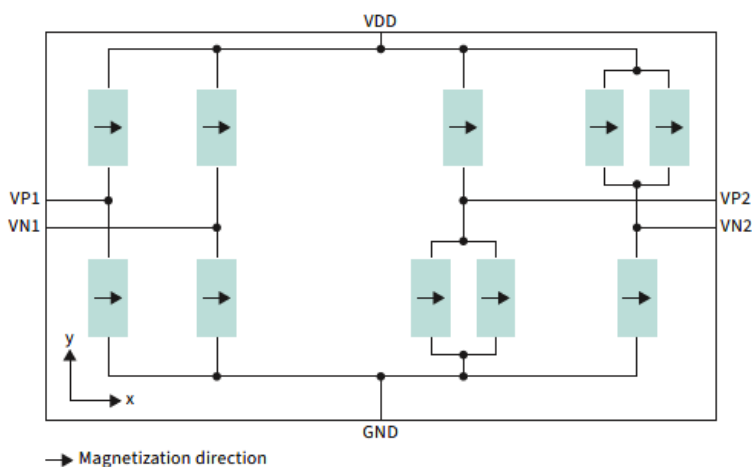 VDD
VP1
VN1
VP2
VN2
y
x
GND
Magnetization direction